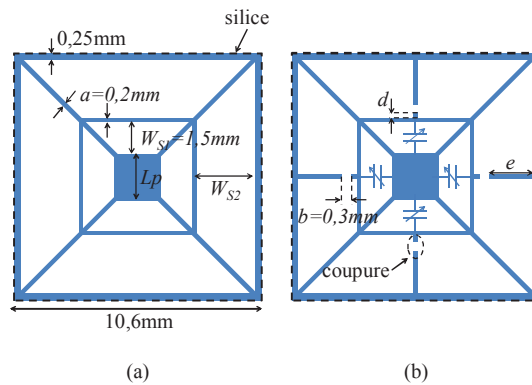 silice
0,25mm
a=0,2mm
W_S1=1,5mm
Lp
W_S2
10,6mm
(a)
d
e
b=0,3mm
coupure
(b)